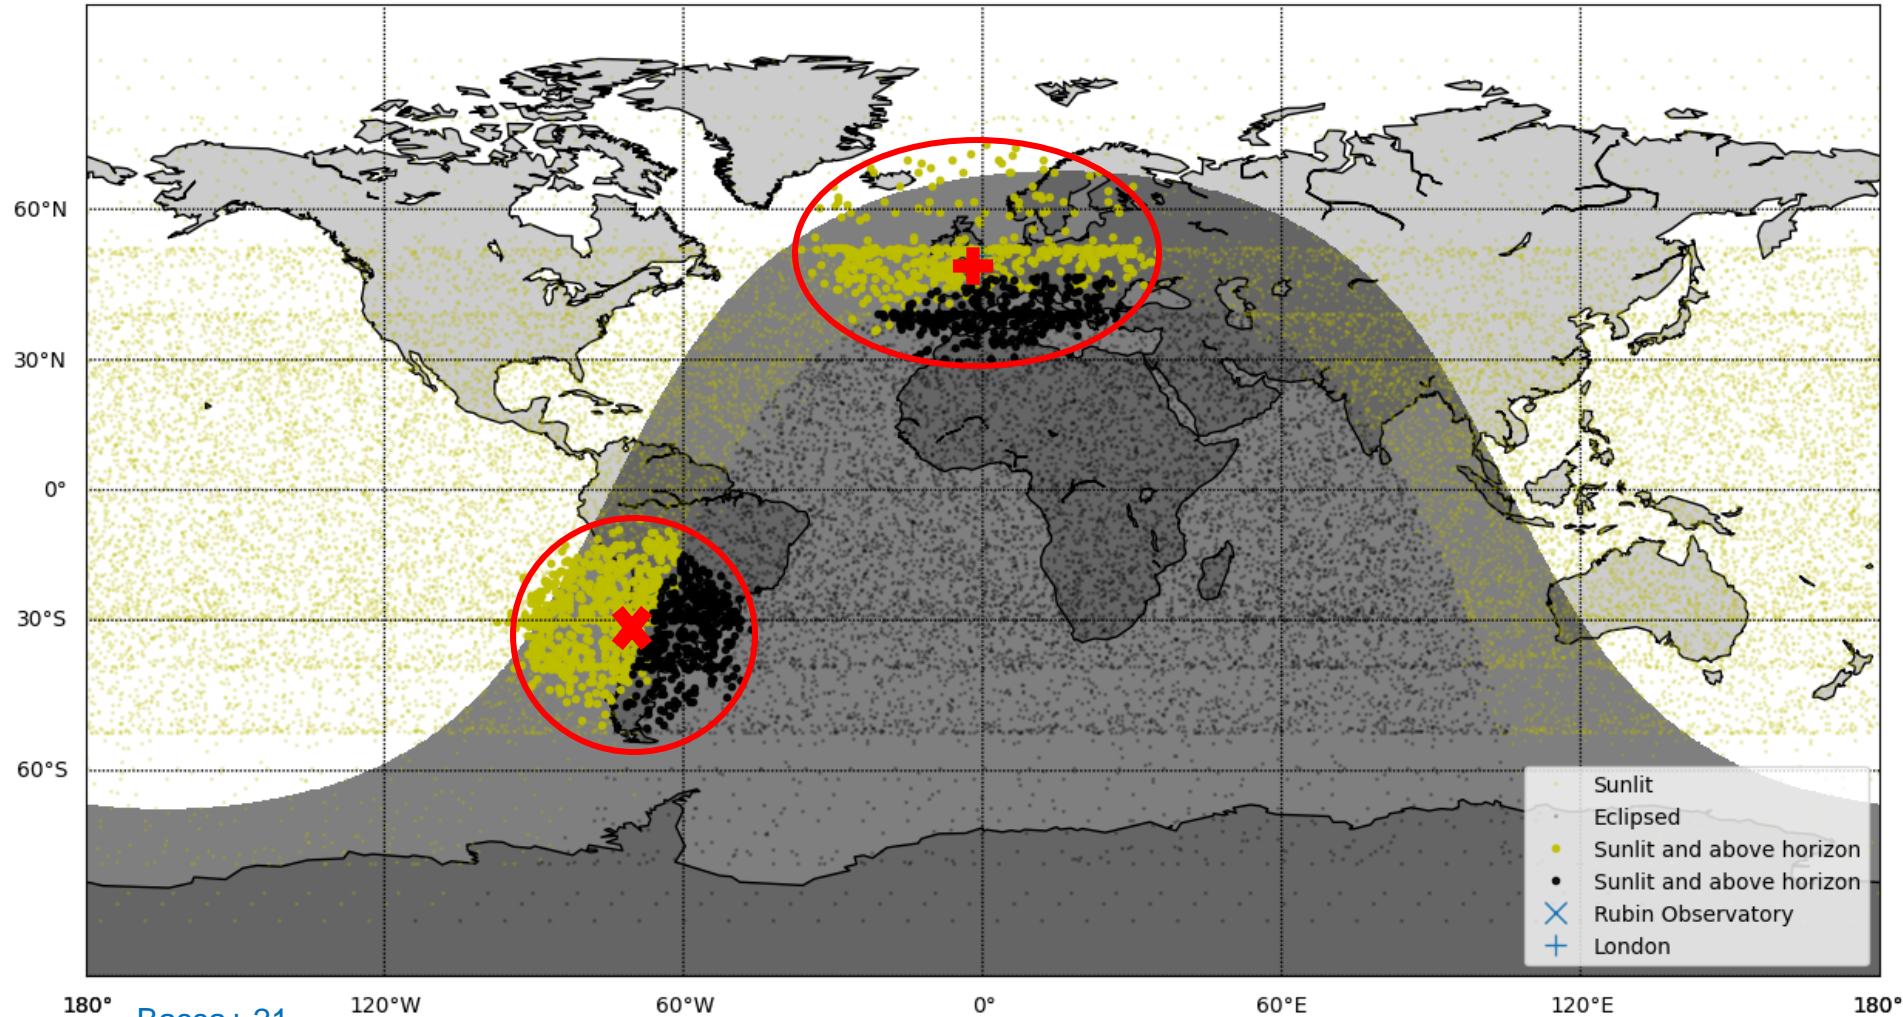 60°N
30°N
0°
30°S
60°S
Sunlit
Eclipsed
Sunlit and above horizon
Sunlit and above horizon
Rubin Observatory
London
180° 120°W 60°W 0° 60°E 120°E 180°